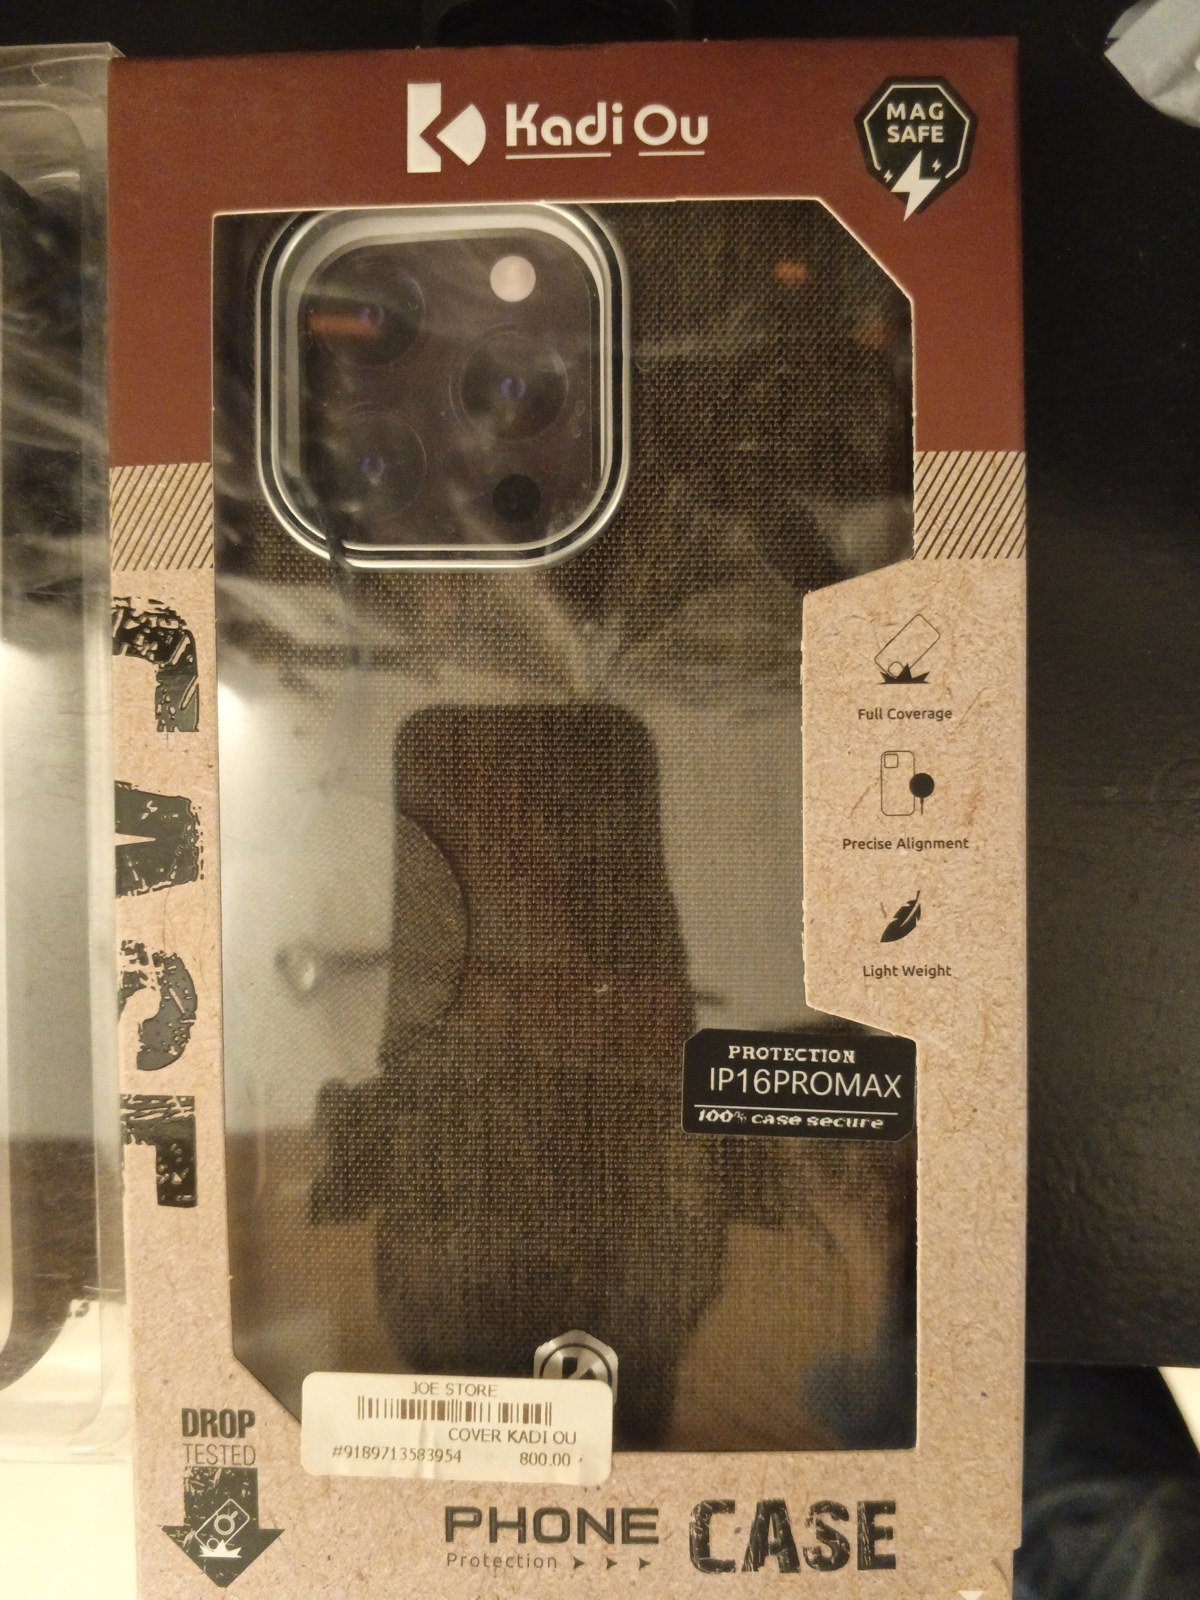 Kadi Ou
MAG
SAFE
Full Coverage
Precise Alignment
Light Weight
PROTECTION
IP16PROMAX
100% case secure
CASE
JOE STORE
COVER KADI OU
#9189713583954 800.00
DROP
TESTED
PHONE CASE
Protection